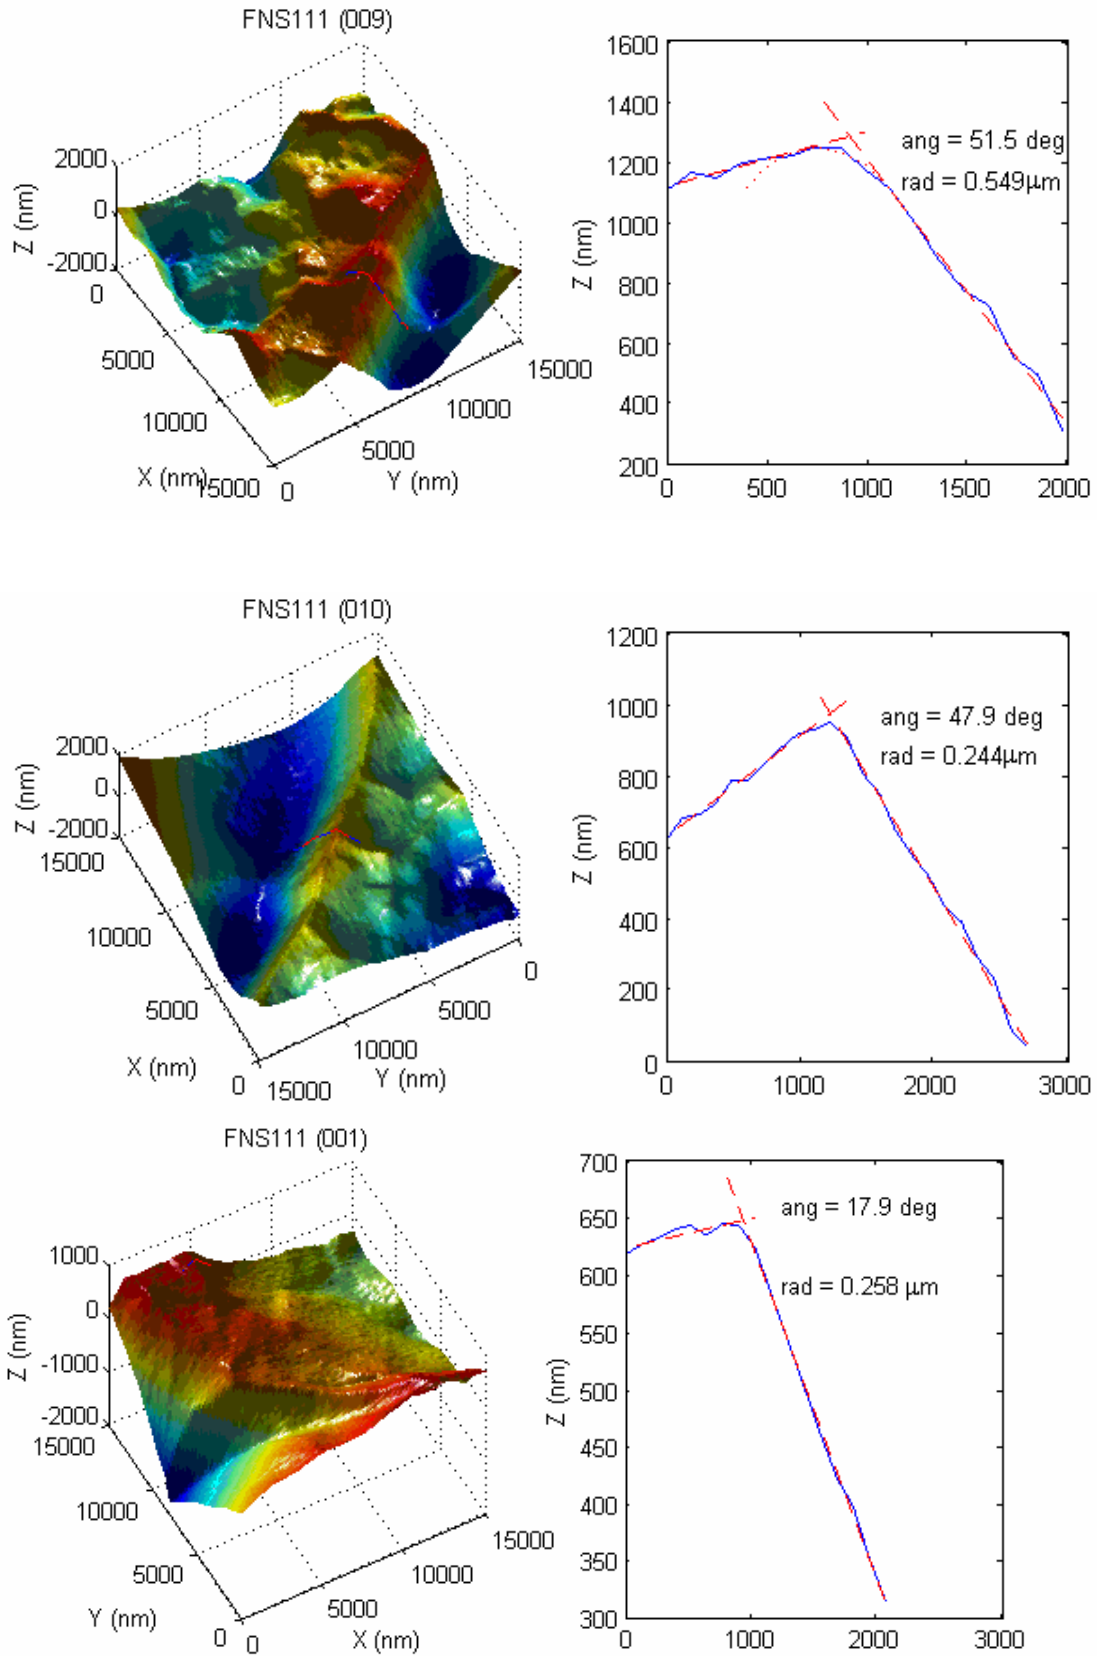 FNS111 (009)
2000
0
-2000
Z (nm)
0
5000
10000
15000
X (nm)
0
5000
10000
15000
Y (nm)
1600
1400
1200
1000
800
600
400
200
Z (nm)
ang = 51.5 deg
rad = 0.549µm
0 500 1000 1500 2000
FNS111 (010)
2000
0
-2000
Z (nm)
15000
10000
5000
0
X (nm)
15000
10000
5000
0
Y (nm)
1200
1000
800
600
400
200
0
Z (nm)
ang = 47.9 deg
rad = 0.244µm
0 1000 2000 3000
FNS111 (001)
1000
0
-1000
-2000
Z (nm)
15000
10000
5000
0
Y (nm)
0
5000
10000
15000
X (nm)
700
650
600
550
500
450
400
350
300
Z (nm)
ang = 17.9 deg
rad = 0.258 µm
0 1000 2000 3000